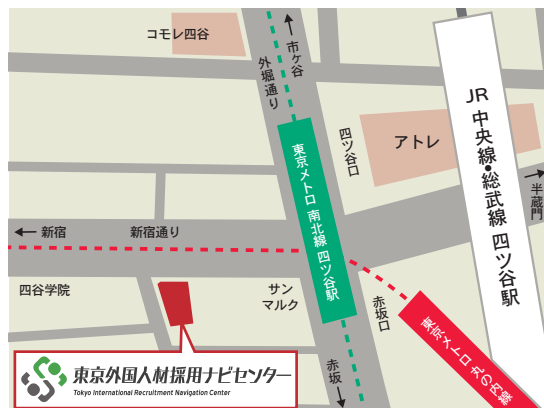 コモレ四谷
市ヶ谷
外堀通り
JR 中央線・総武線 四ツ谷駅
四ツ谷口
アトレ
東京メトロ 南北線 四ツ谷駅
半蔵門
新宿
新宿通り
四谷学院
サン
マルク
赤坂口
東京メトロ 丸の内線
赤坂
東京外国人材採用ナビセンター
Tokyo International Recruitment Navigation Center